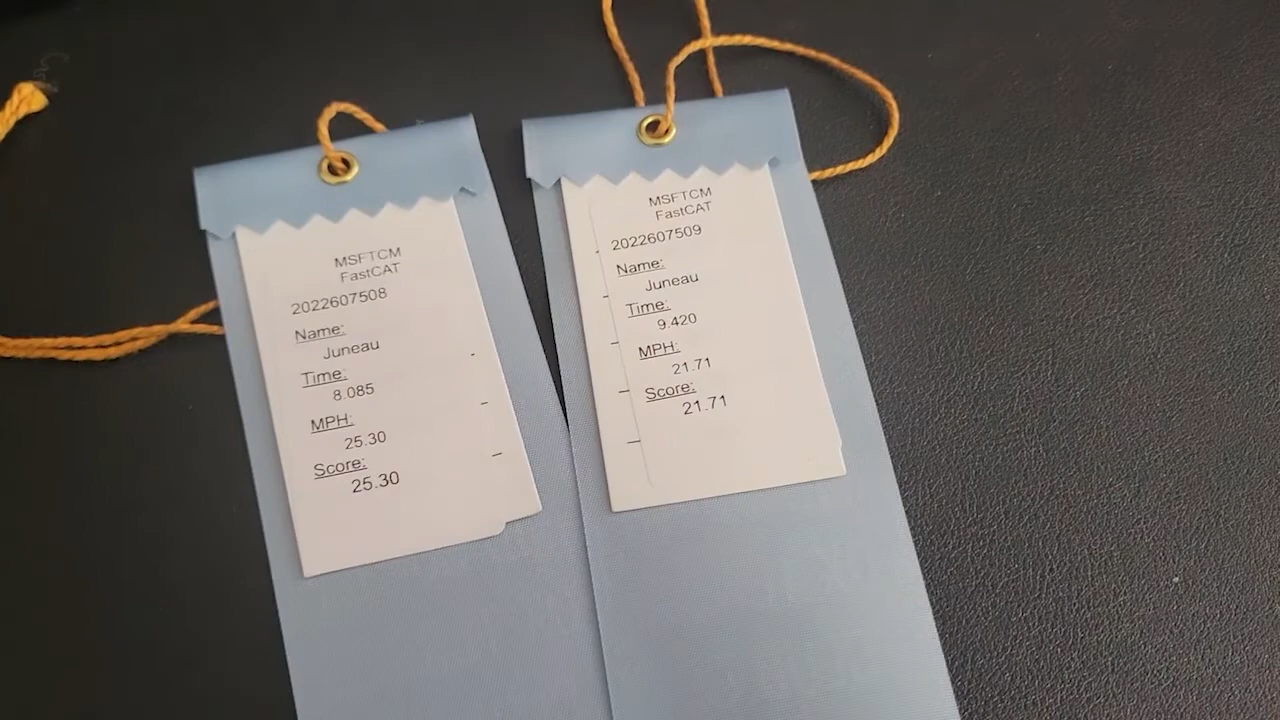 MSFTCM
FastCAT
2022607508
Name:
Juneau
Time:
8.085
MPH:
25.30
Score:
25.30
MSFTCM
FastCAT
2022607509
Name:
Juneau
Time:
9.420
MPH:
21.71
Score:
21.71